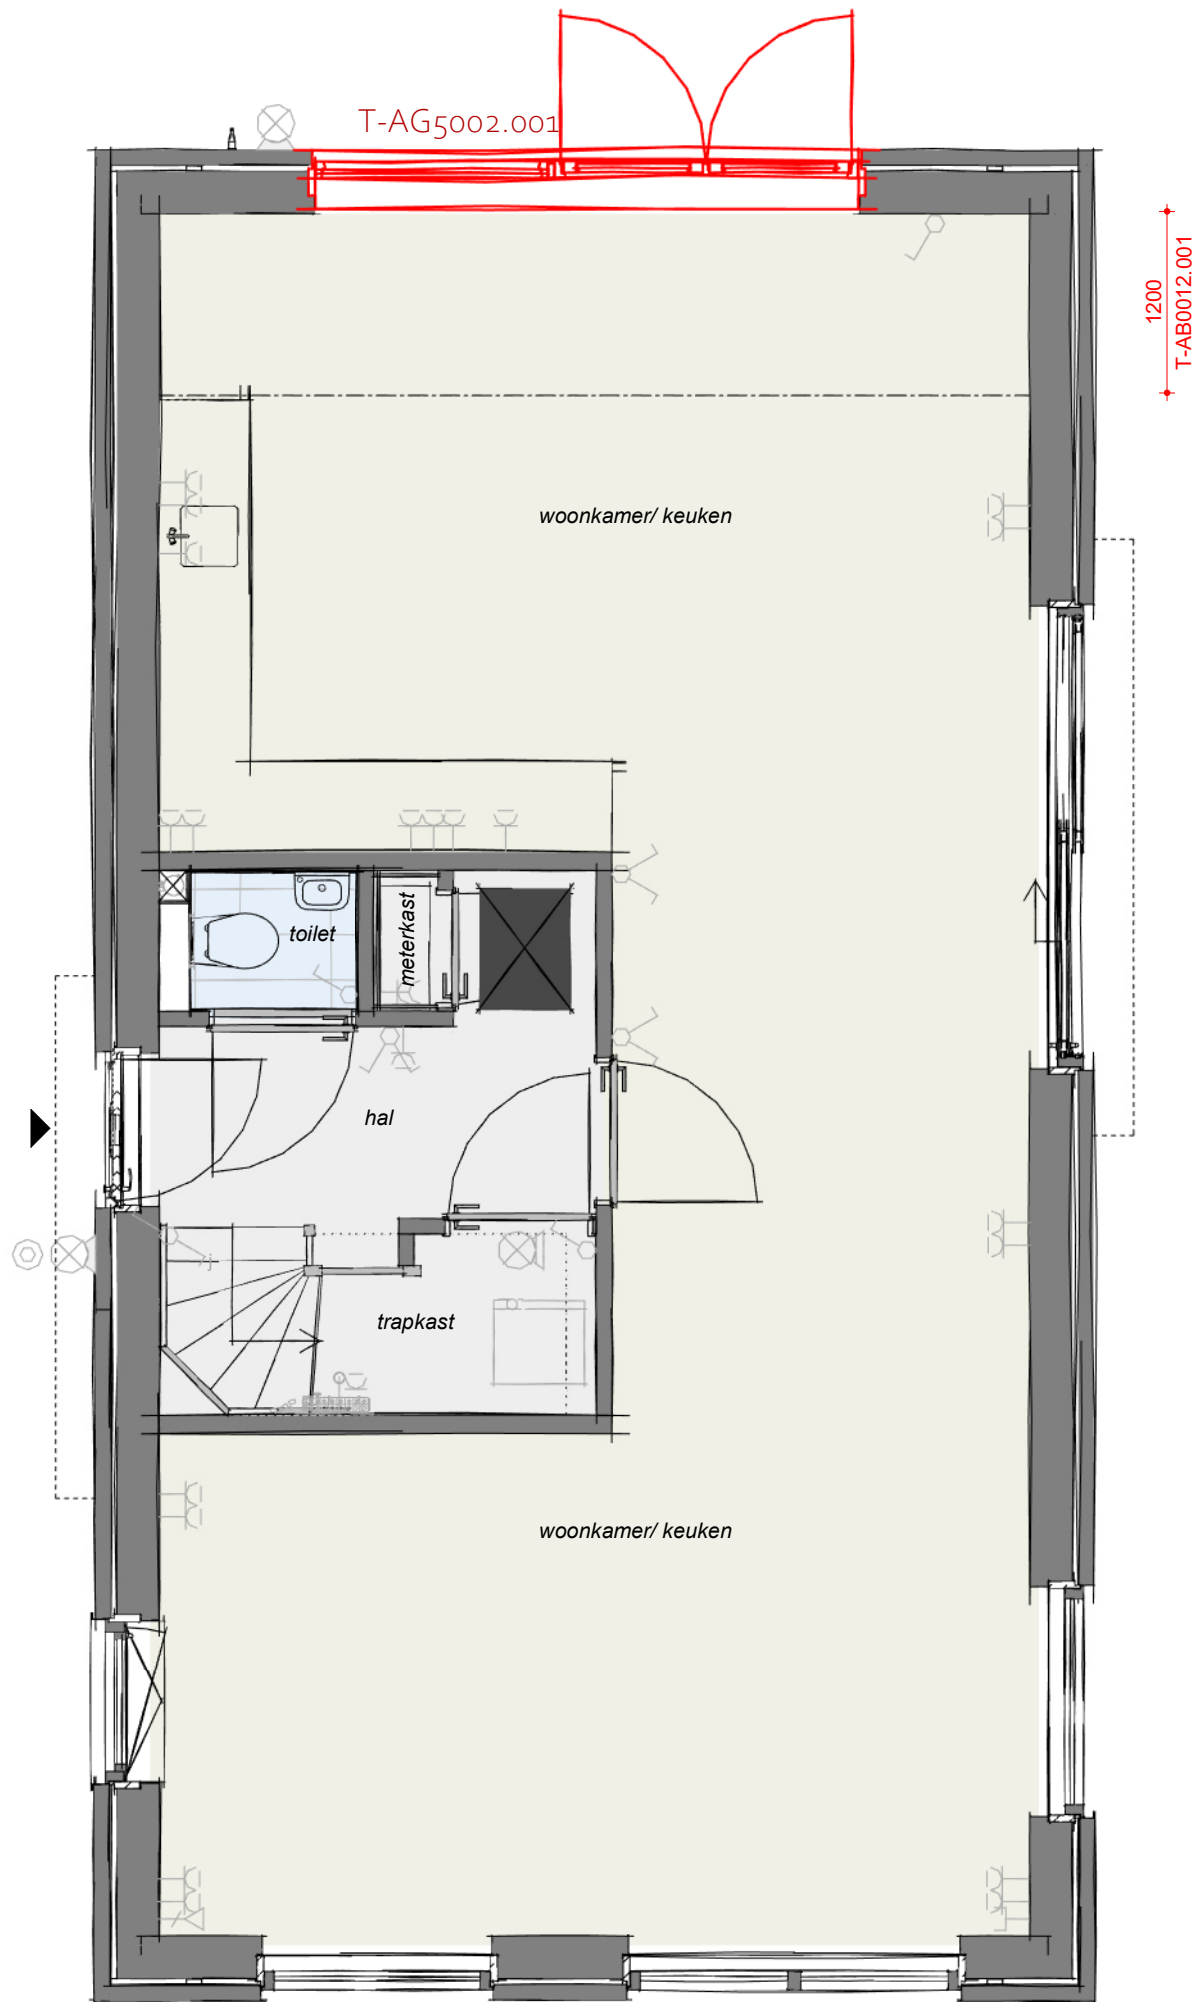 T-AG5002.001
1200
T-AB0012.001
woonkamer/ keuken
toilet
meterkast
hal
trapkast
woonkamer/ keuken